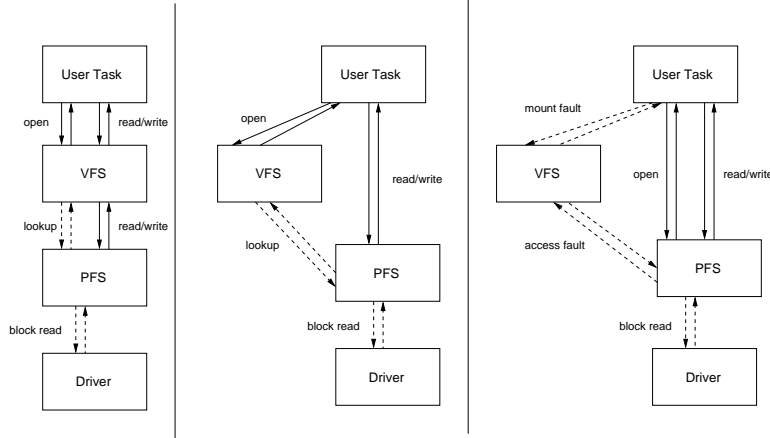 User Task
open
read/write
VFS
lookup
read/write
PFS
block read
Driver
User Task
open
VFS
read/write
lookup
PFS
block read
Driver
User Task
mount fault
VFS
open
read/write
access fault
PFS
block read
Driver